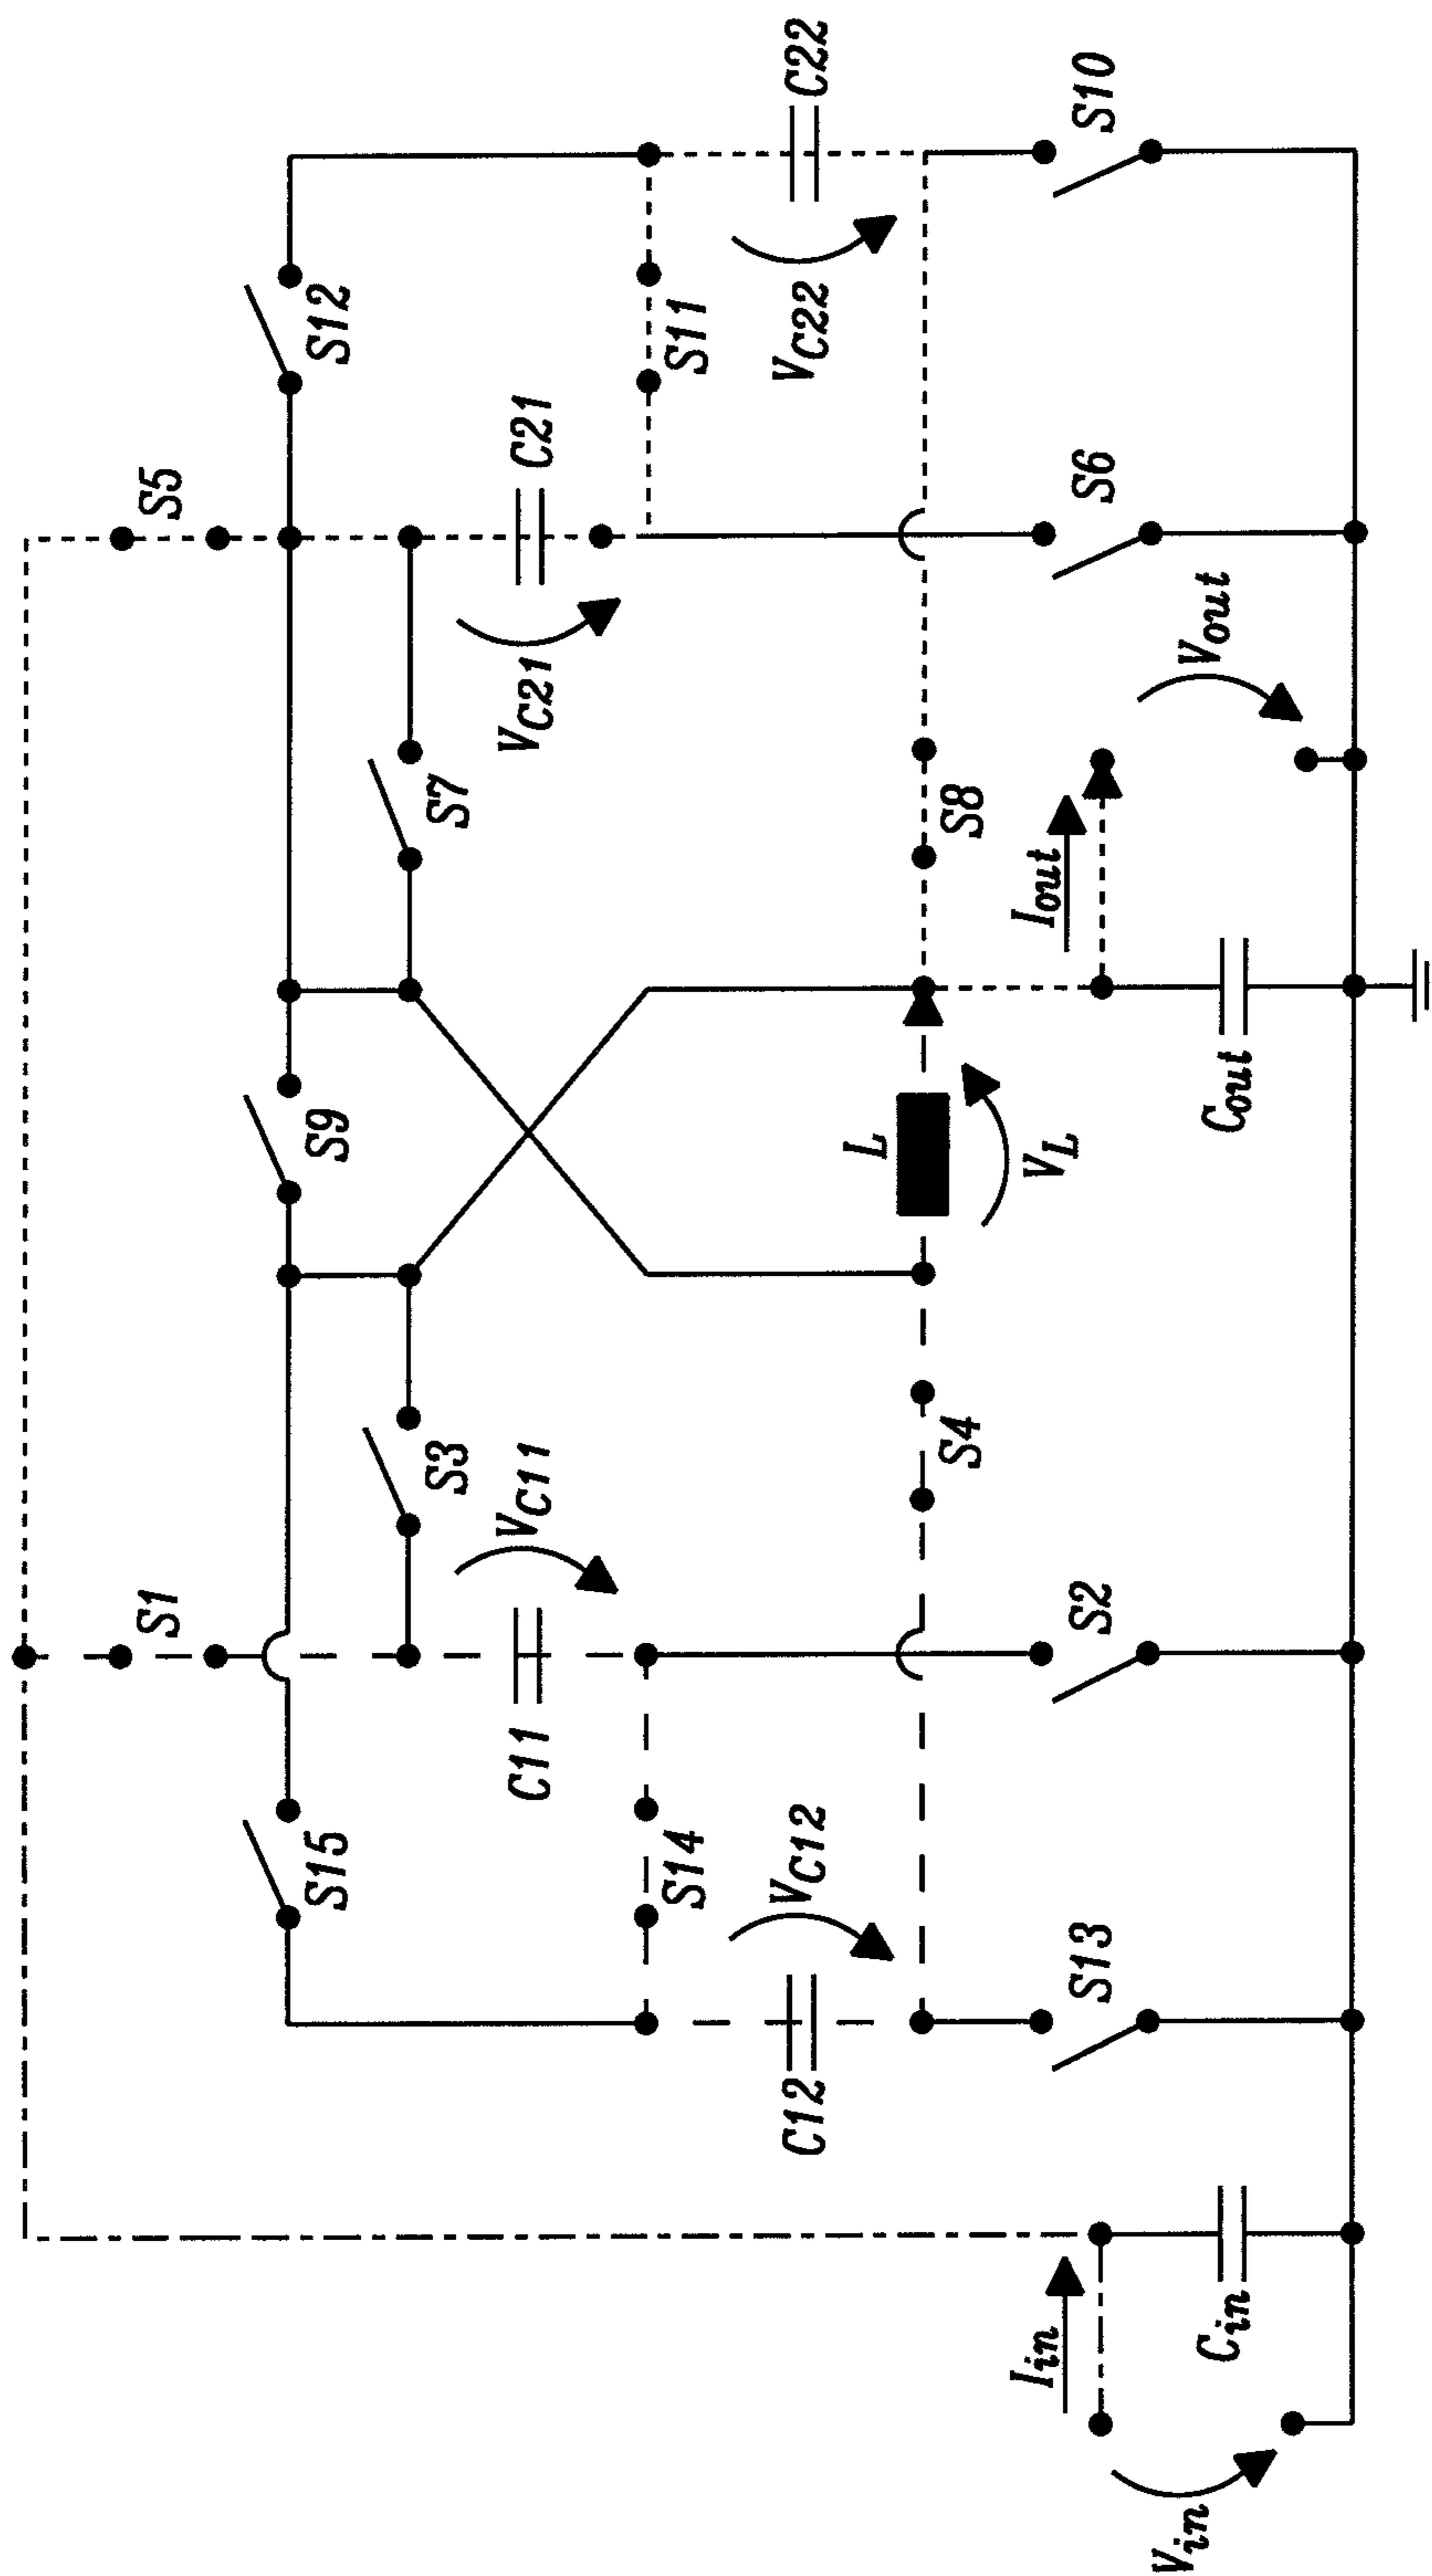 S5
S12
C21
C22
S11
V_C22
S10
S7
V_C21
S6
S8
V_out
I_out
S9
L
V_L
C_out
S1
S3
V_C11
S4
C11
S2
S15
S14
V_C12
C12
S13
I_in
C_in
V_in